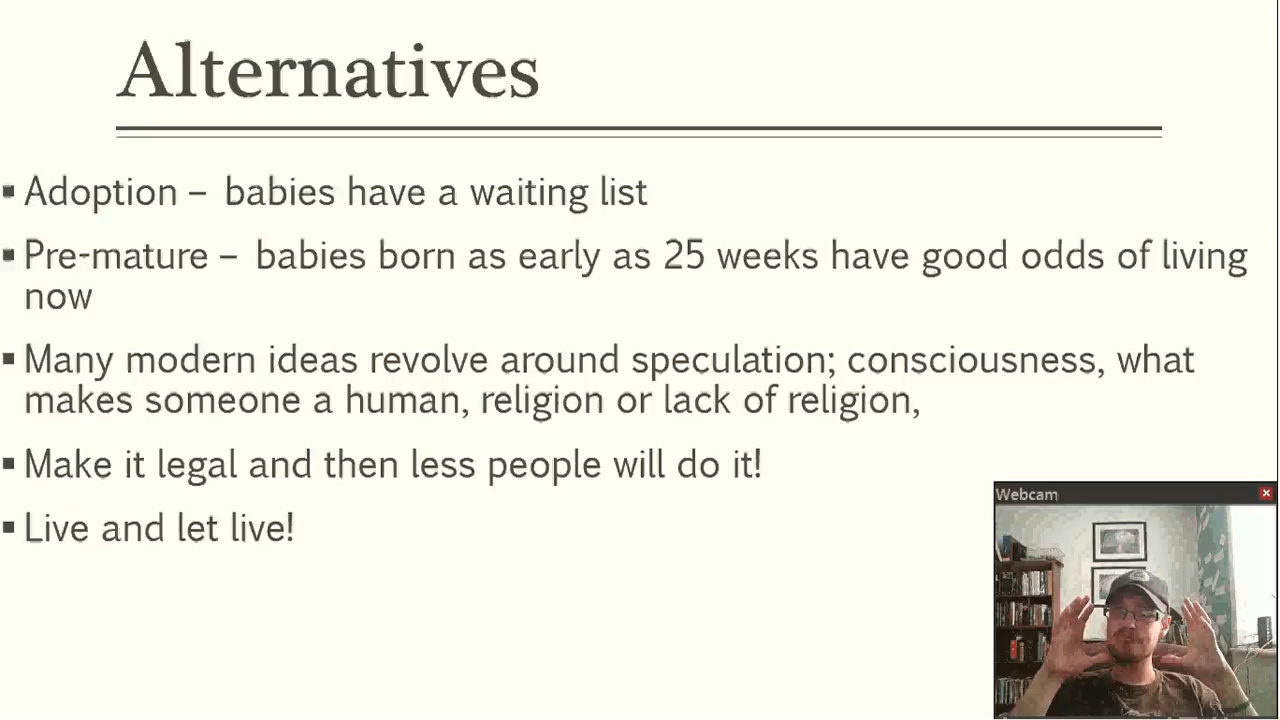 Alternatives
▪ Adoption – babies have a waiting list
▪ Pre-mature – babies born as early as 25 weeks have good odds of living
now
▪ Many modern ideas revolve around speculation; consciousness, what
makes someone a human, religion or lack of religion,
▪ Make it legal and then less people will do it!
▪ Live and let live!
Webcam